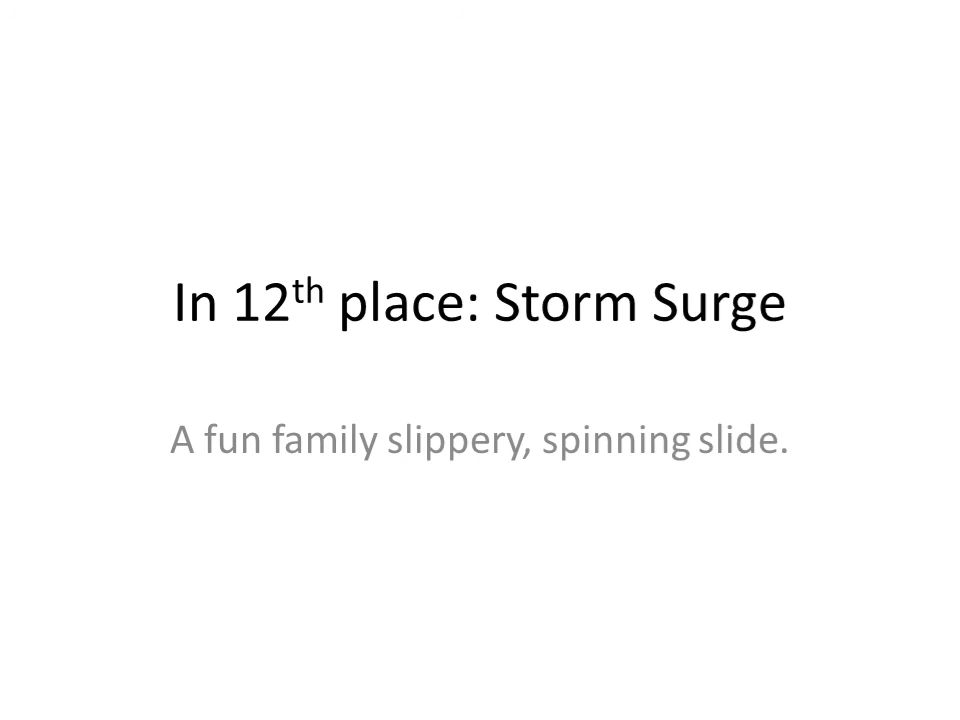 In 12th place: Storm Surge
A fun family slippery, spinning slide.